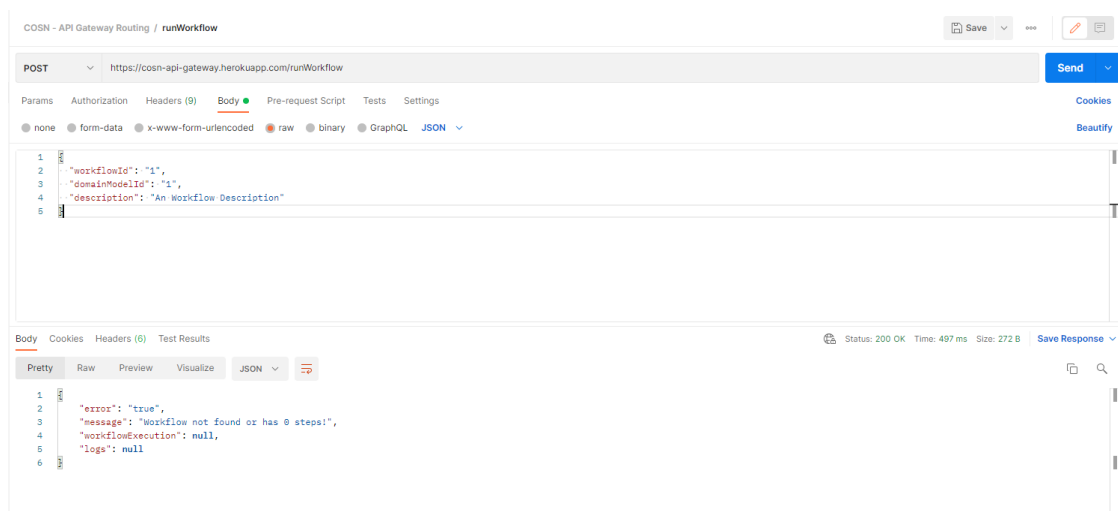 COSN - API Gateway Routing / runWorkflow
Save
POST https://cosn-api-gateway.herokuapp.com/runWorkflow Send
Params Authorization Headers (9) Body Pre-request Script Tests Settings Cookies
none form-data x-www-form-urlencoded raw binary GraphQL JSON Beautify
1 {
2 "workflowId": "1",
3 "domainModelId": "1",
4 "description": "An Workflow Description"
5 }
Body Cookies Headers (6) Test Results Status: 200 OK Time: 497 ms Size: 272 B Save Response
Pretty Raw Preview Visualize JSON
1 {
2 "error": "true",
3 "message": "Workflow not found or has 0 steps!",
4 "workflowExecution": null,
5 "logs": null
6 }